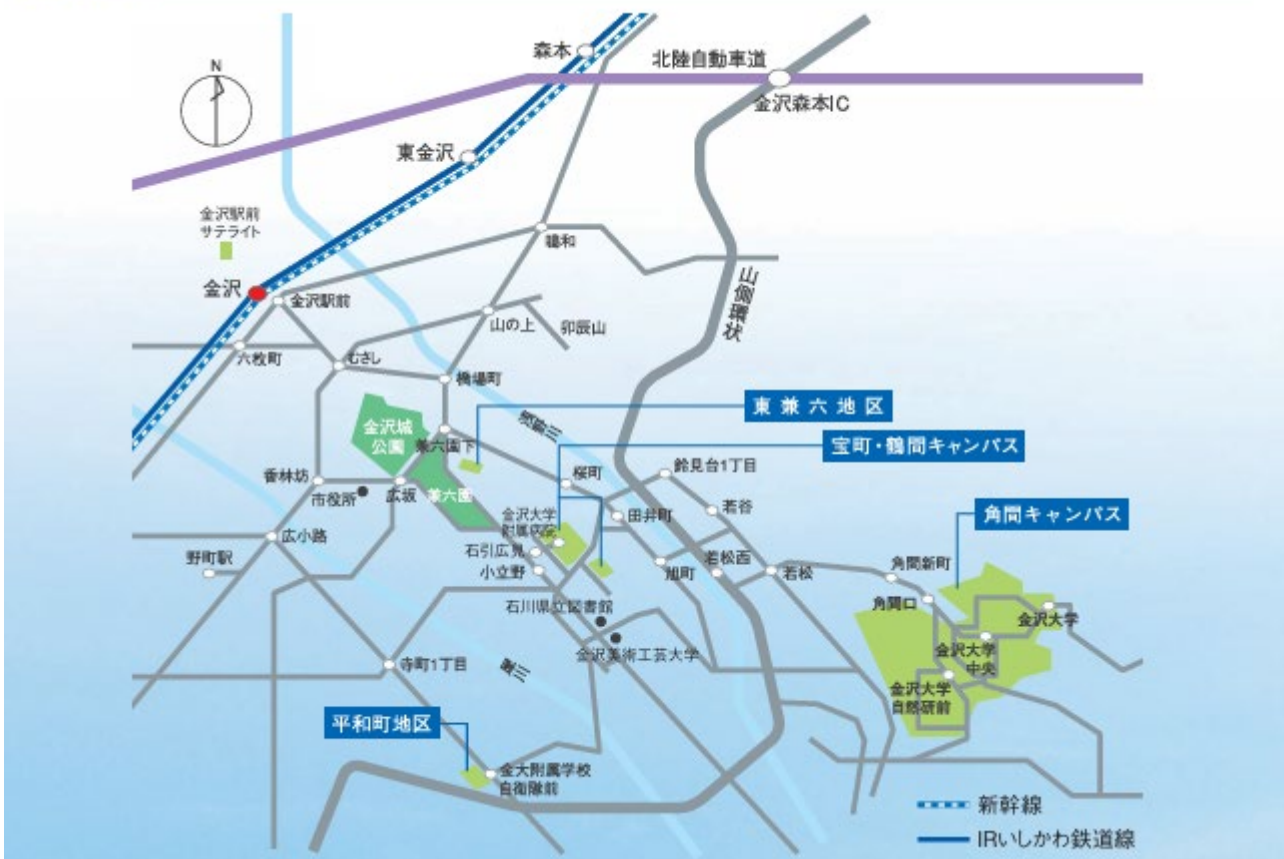 森本
北陸自動車道
金沢森本IC
N
東金沢
金沢駅前
サテライト
鳴和
金沢
金沢駅前
山の上
卯辰山
山側環状
六枚町
むさし
橋場町
東兼六地区
金沢城
公園
兼六園下
浅野川
宝町・鶴間キャンパス
香林坊
市役所
広坂
兼六園
桜町
鈴見台1丁目
若谷
金沢大学
附属病院
田井町
角間キャンパス
広小路
野町駅
石引広見
小立野
旭町
若松西
若松
角間新町
角間口
石川県立図書館
金沢大学
金沢美術工芸大学
金沢大学
中央
寺町1丁目
犀川
金沢大学
自然研前
平和町地区
金大附属学校
自衛隊前
新幹線
IRいしかわ鉄道線